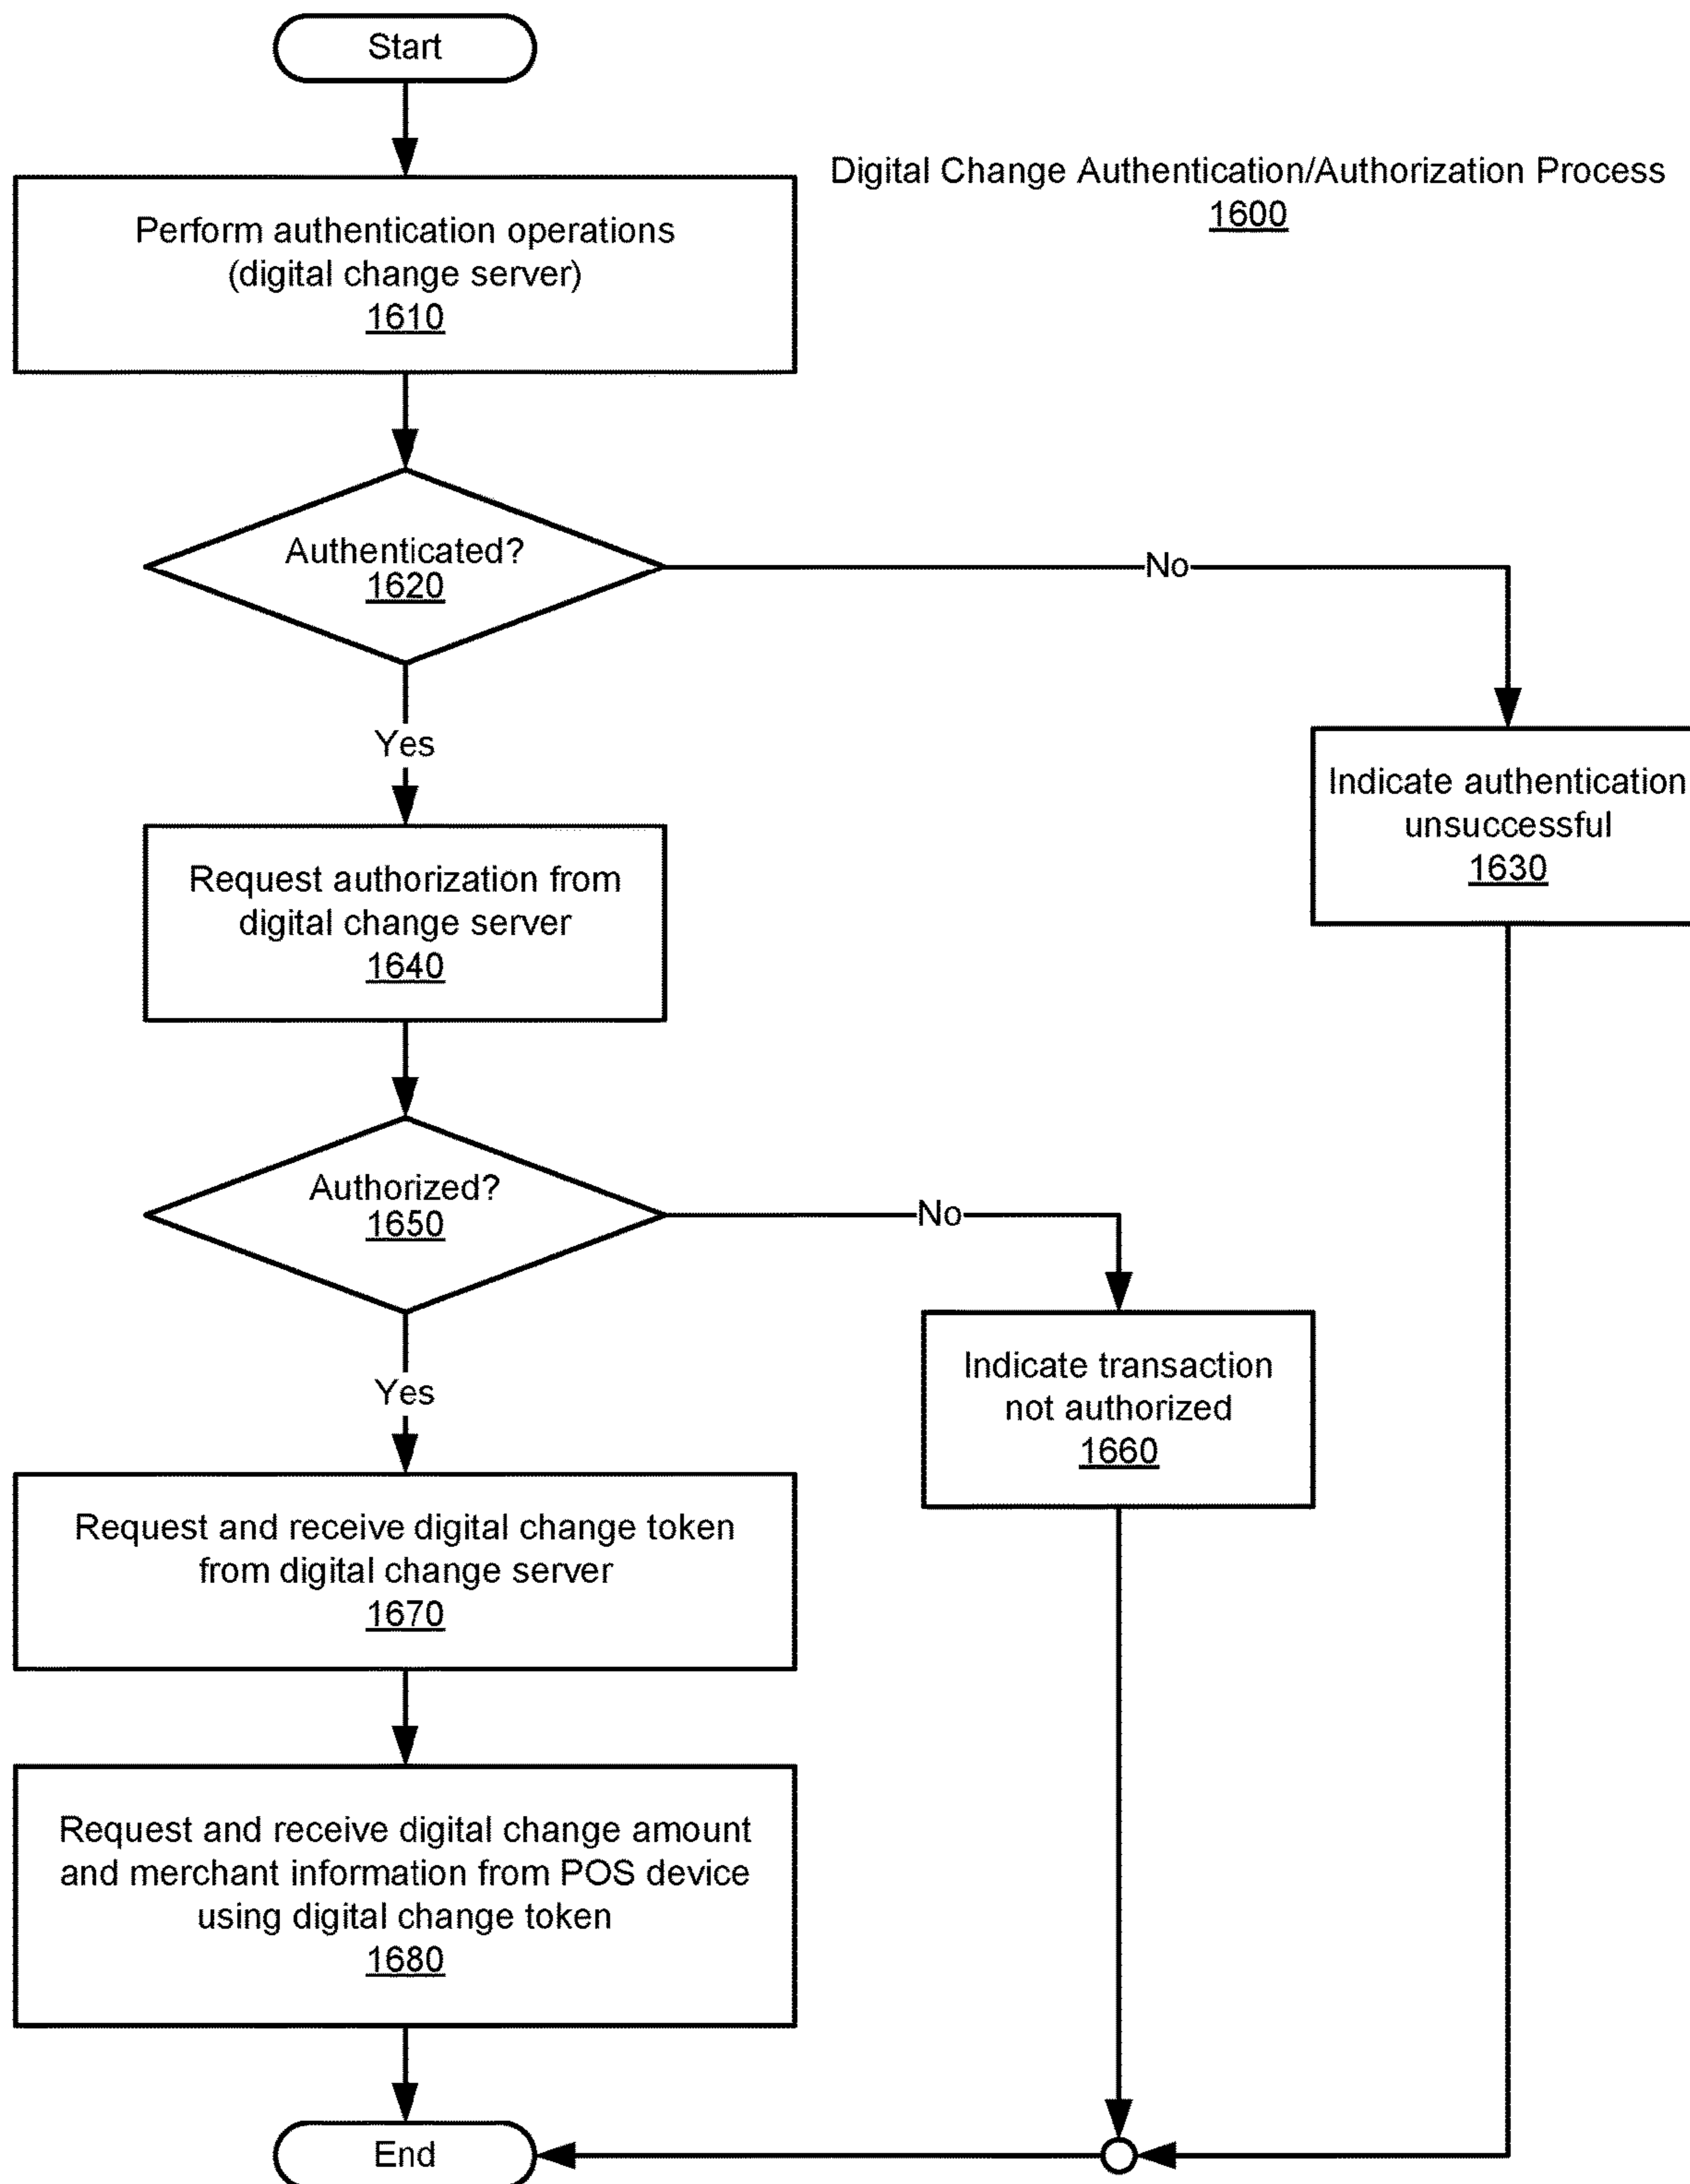 Start
Digital Change Authentication/Authorization Process
1600
Perform authentication operations
(digital change server)
1610
Authenticated?
1620
No
Yes
Indicate authentication
unsuccessful
1630
Request authorization from
digital change server
1640
Authorized?
1650
No
Yes
Indicate transaction
not authorized
1660
Request and receive digital change token
from digital change server
1670
Request and receive digital change amount
and merchant information from POS device
using digital change token
1680
End